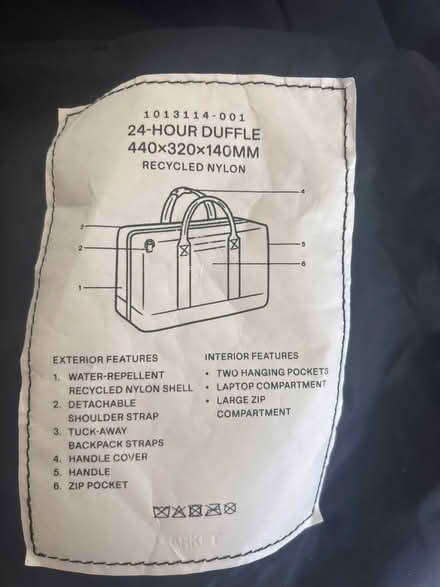 1013114-001
24-HOUR DUFFLE
440×320×140MM
RECYCLED NYLON
4
3
2
5
6
1
EXTERIOR FEATURES
1. WATER-REPELLENT
RECYCLED NYLON SHELL
2. DETACHABLE
SHOULDER STRAP
3. TUCK-AWAY
BACKPACK STRAPS
4. HANDLE COVER
5. HANDLE
6. ZIP POCKET
INTERIOR FEATURES
• TWO HANGING POCKETS
• LAPTOP COMPARTMENT
• LARGE ZIP
COMPARTMENT